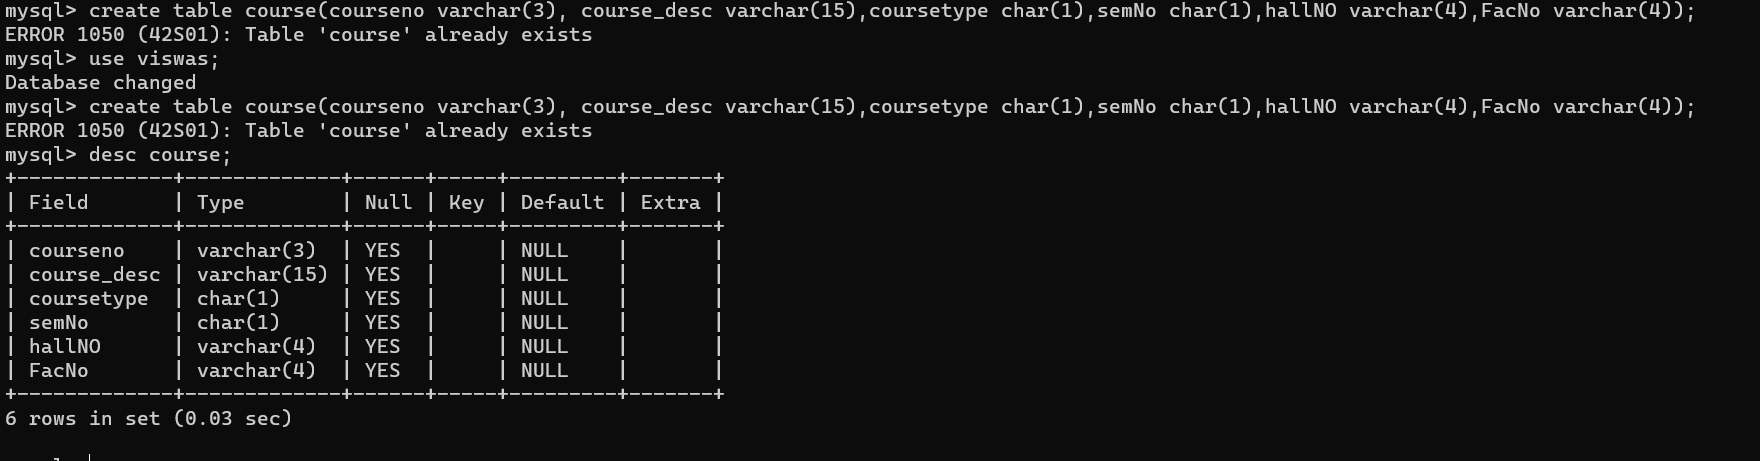 mysql> create table course(courseno varchar(3), course_desc varchar(15),coursetype char(1),semNo char(1),hallNO varchar(4),FacNo varchar(4));
ERROR 1050 (42S01): Table 'course' already exists
mysql> use viswas;
Database changed
mysql> create table course(courseno varchar(3), course_desc varchar(15),coursetype char(1),semNo char(1),hallNO varchar(4),FacNo varchar(4));
ERROR 1050 (42S01): Table 'course' already exists
mysql> desc course;
+-------------+-------------+------+-----+---------+-------+
| Field       | Type        | Null | Key | Default | Extra |
+-------------+-------------+------+-----+---------+-------+
| courseno    | varchar(3)  | YES  |     | NULL    |       |
| course_desc | varchar(15) | YES  |     | NULL    |       |
| coursetype  | char(1)     | YES  |     | NULL    |       |
| semNo       | char(1)     | YES  |     | NULL    |       |
| hallNO      | varchar(4)  | YES  |     | NULL    |       |
| FacNo       | varchar(4)  | YES  |     | NULL    |       |
+-------------+-------------+------+-----+---------+-------+
6 rows in set (0.03 sec)